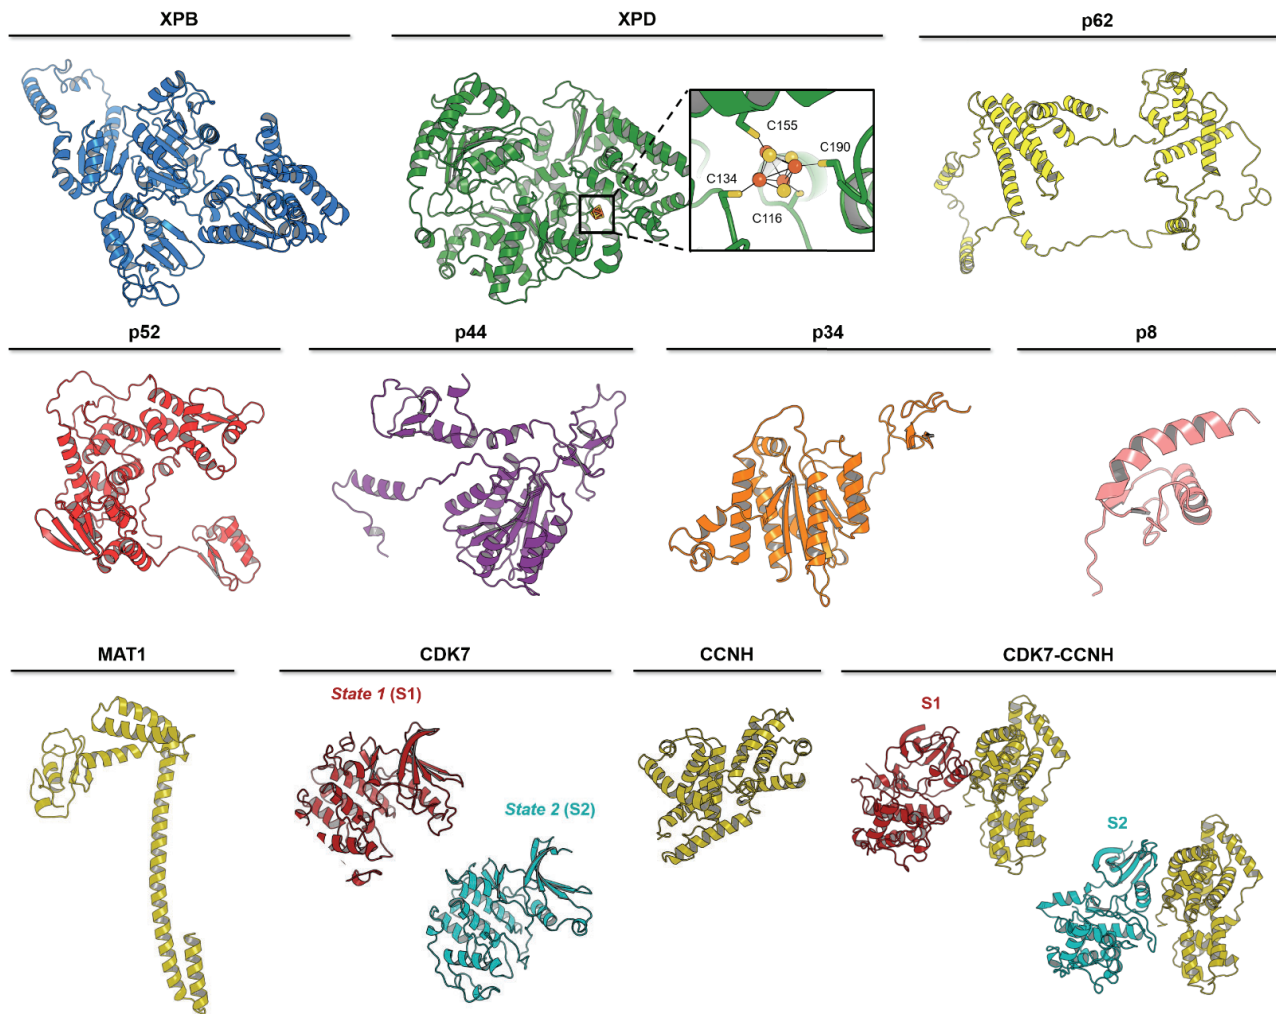 XPB
XPD
p62
C155
C190
C134
C116
p52
p44
p34
p8
MAT1
CDK7
CCNH
CDK7-CCNH
State 1 (S1)
S1
State 2 (S2)
S2